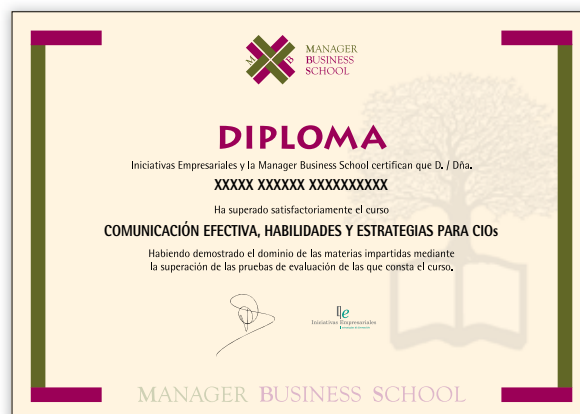 M B
MANAGER
BUSINESS
SCHOOL
DIPLOMA
Iniciativas Empresariales y la Manager Business School certifican que D. / Dña.
XXXXX XXXXXX XXXXXXXXXX
Ha superado satisfactoriamente el curso
COMUNICACIÓN EFECTIVA, HABILIDADES Y ESTRATEGIAS PARA CIOs
Habiendo demostrado el dominio de las materias impartidas mediante
la superación de las pruebas de evaluación de las que consta el curso.
Iniciativas Empresariales
MANAGER BUSINESS SCHOOL